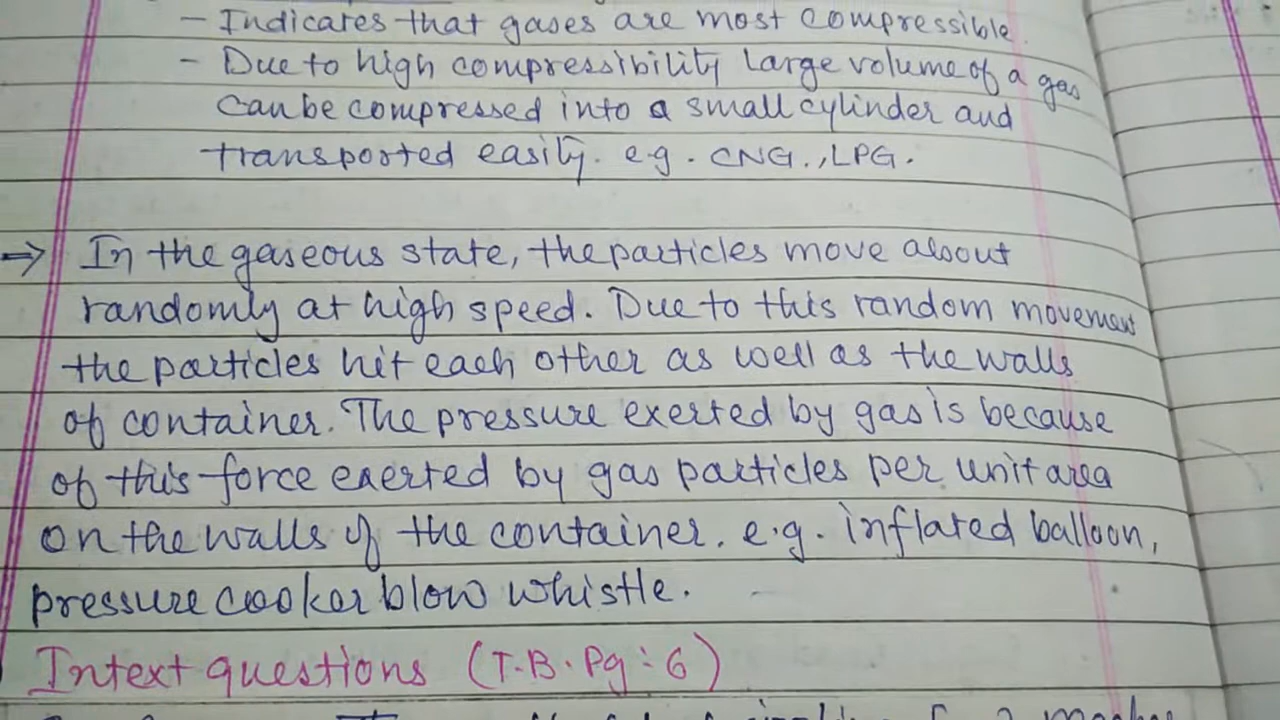 - Indicates that gases are most compressible.
- Due to high compressibility large volume of a gas
can be compressed into a small cylinder and
transported easily. e.g. CNG., LPG.
⇒ In the gaseous state, the particles move about
randomly at high speed. Due to this random movement
the particles hit each other as well as the walls
of container. The pressure exerted by gas is because
of this force exerted by gas particles per unit area
on the walls of the container. e.g. inflated balloon,
pressure cooker blow whistle.
Intext questions (T.B. Pg: 6)